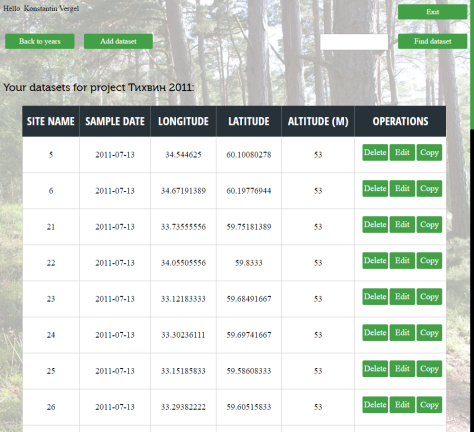 Hello Konstantin Vergel
Exit
Back to years Add dataset Find dataset
Your datasets for project Тихвин 2011:
SITE NAME SAMPLE DATE LONGITUDE LATITUDE ALTITUDE (M) OPERATIONS
5 2011-07-13 34.544625 60.10080278 53 Delete Edit Copy
6 2011-07-13 34.67191389 60.19776944 53 Delete Edit Copy
21 2011-07-13 33.73555556 59.75181389 53 Delete Edit Copy
22 2011-07-13 34.05505556 59.8333 53 Delete Edit Copy
23 2011-07-13 33.12183333 59.68491667 53 Delete Edit Copy
24 2011-07-13 33.30236111 59.69741667 53 Delete Edit Copy
25 2011-07-13 33.15185833 59.58608333 53 Delete Edit Copy
26 2011-07-13 33.29382222 59.60515833 53 Delete Edit Copy